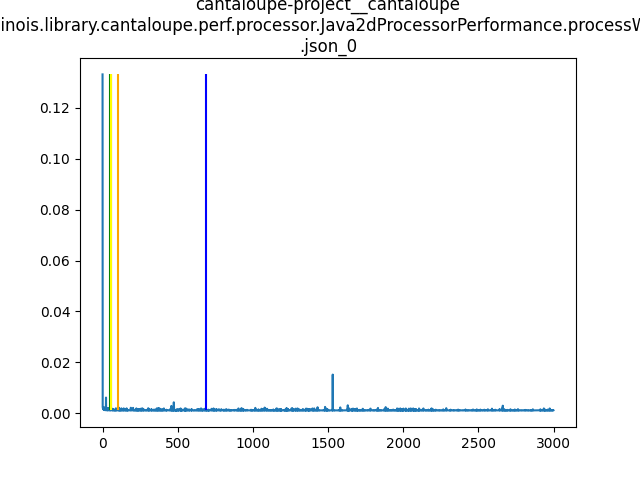 cantaloupe-project__cantaloupe
inois.library.cantaloupe.perf.processor.Java2dProcessorPerformance.processW
.json_0
0.12
0.10
0.08
0.06
0.04
0.02
0.00
0 500 1000 1500 2000 2500 3000